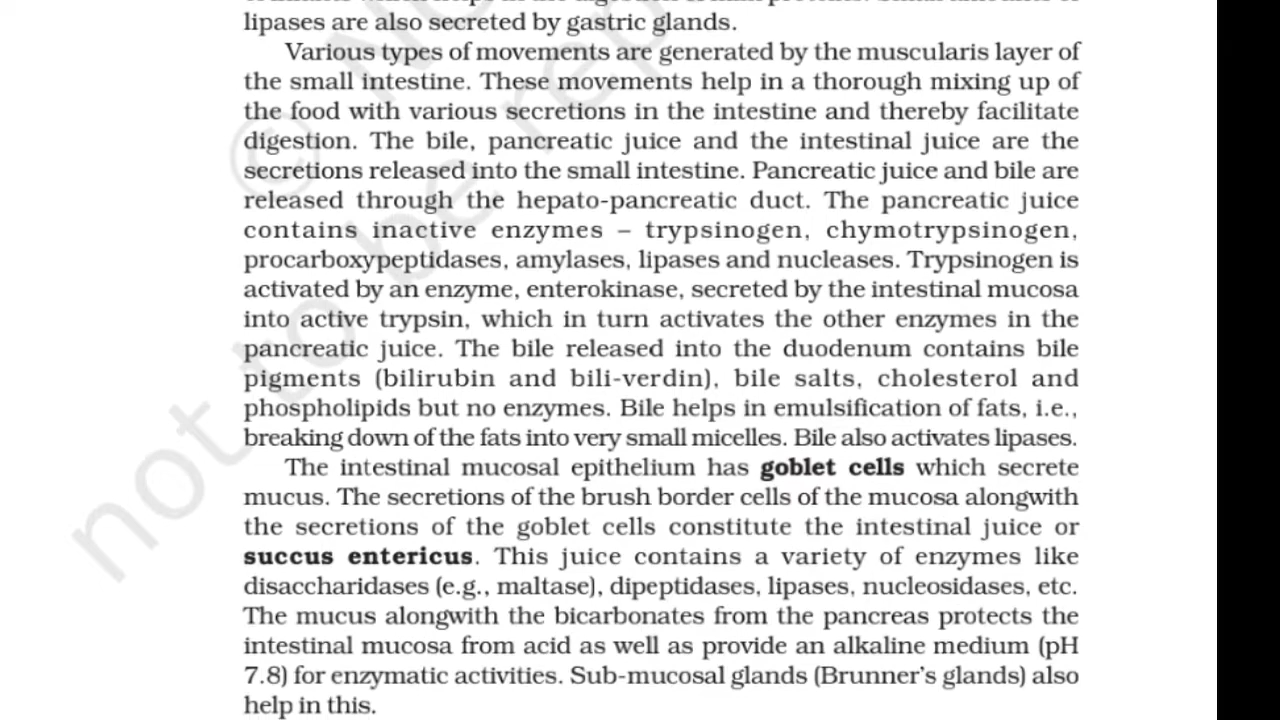 lipases are also secreted by gastric glands.
Various types of movements are generated by the muscularis layer of
the small intestine. These movements help in a thorough mixing up of
the food with various secretions in the intestine and thereby facilitate
digestion. The bile, pancreatic juice and the intestinal juice are the
secretions released into the small intestine. Pancreatic juice and bile are
released through the hepato-pancreatic duct. The pancreatic juice
contains inactive enzymes – trypsinogen, chymotrypsinogen,
procarboxypeptidases, amylases, lipases and nucleases. Trypsinogen is
activated by an enzyme, enterokinase, secreted by the intestinal mucosa
into active trypsin, which in turn activates the other enzymes in the
pancreatic juice. The bile released into the duodenum contains bile
pigments (bilirubin and bili-verdin), bile salts, cholesterol and
phospholipids but no enzymes. Bile helps in emulsification of fats, i.e.,
breaking down of the fats into very small micelles. Bile also activates lipases.
The intestinal mucosal epithelium has goblet cells which secrete
mucus. The secretions of the brush border cells of the mucosa alongwith
the secretions of the goblet cells constitute the intestinal juice or
succus entericus. This juice contains a variety of enzymes like
disaccharidases (e.g., maltase), dipeptidases, lipases, nucleosidases, etc.
The mucus alongwith the bicarbonates from the pancreas protects the
intestinal mucosa from acid as well as provide an alkaline medium (pH
7.8) for enzymatic activities. Sub-mucosal glands (Brunner's glands) also
help in this.
© N
not to be rep